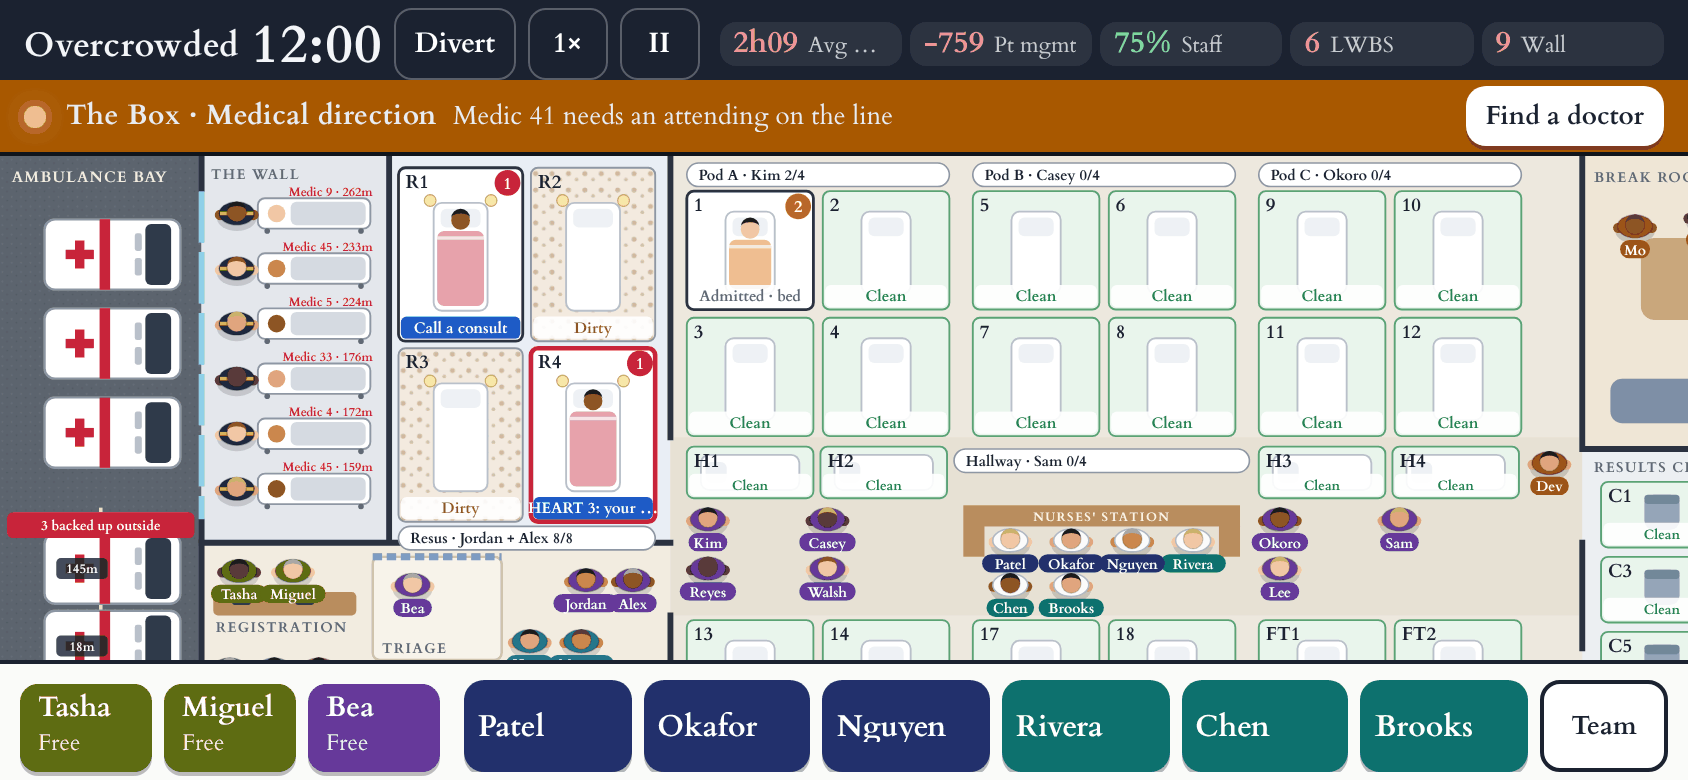 Overcrowded 12:00 Divert 1× II 2h09 Avg … -759 Pt mgmt 75% Staff 6 LWBS 9 Wall
The Box · Medical direction Medic 41 needs an attending on the line Find a doctor
AMBULANCE BAY
3 backed up outside
145m
18m
THE WALL
Medic 9 · 262m
Medic 45 · 233m
Medic 5 · 224m
Medic 33 · 176m
Medic 4 · 172m
Medic 45 · 159m
R1 1
Call a consult
R2
Dirty
R3
Dirty
R4 1
HEART 3: your …
Resus · Jordan + Alex 8/8
Tasha Miguel
REGISTRATION
Bea
TRIAGE
Jordan Alex
Pod A · Kim 2/4
1 2
Admitted · bed
2
Clean
3
Clean
4
Clean
Pod B · Casey 0/4
5
Clean
6
Clean
7
Clean
8
Clean
Pod C · Okoro 0/4
9
Clean
10
Clean
11
Clean
12
Clean
H1
Clean
H2
Clean
Hallway · Sam 0/4
H3
Clean
H4
Clean
Dev
Kim
Casey
Reyes
Walsh
NURSES' STATION
Patel Okafor Nguyen Rivera
Chen Brooks
Okoro
Sam
Lee
13
14
17
18
FT1
FT2
BREAK ROO
Mo
RESULTS C
C1
Clean
C3
Clean
C5
Tasha
Free
Miguel
Free
Bea
Free
Patel
Okafor
Nguyen
Rivera
Chen
Brooks
Team